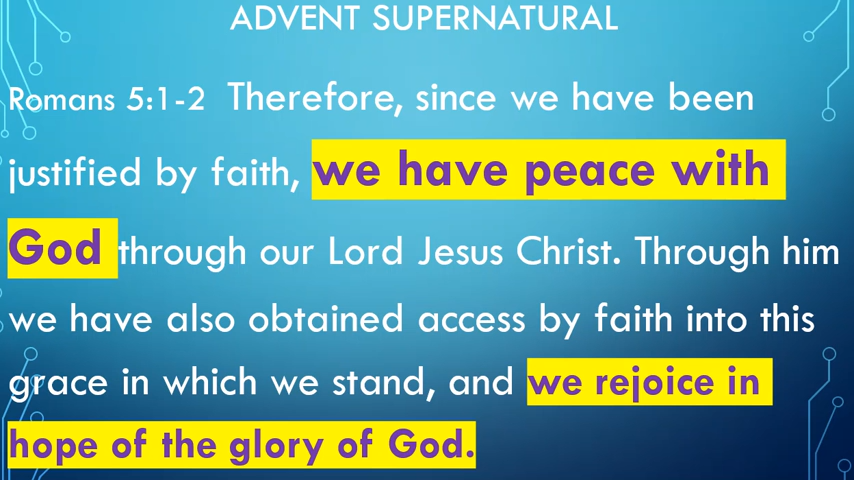 ADVENT SUPERNATURAL
Romans 5:1-2 Therefore, since we have been
justified by faith, we have peace with
God through our Lord Jesus Christ. Through him
we have also obtained access by faith into this
grace in which we stand, and we rejoice in
hope of the glory of God.